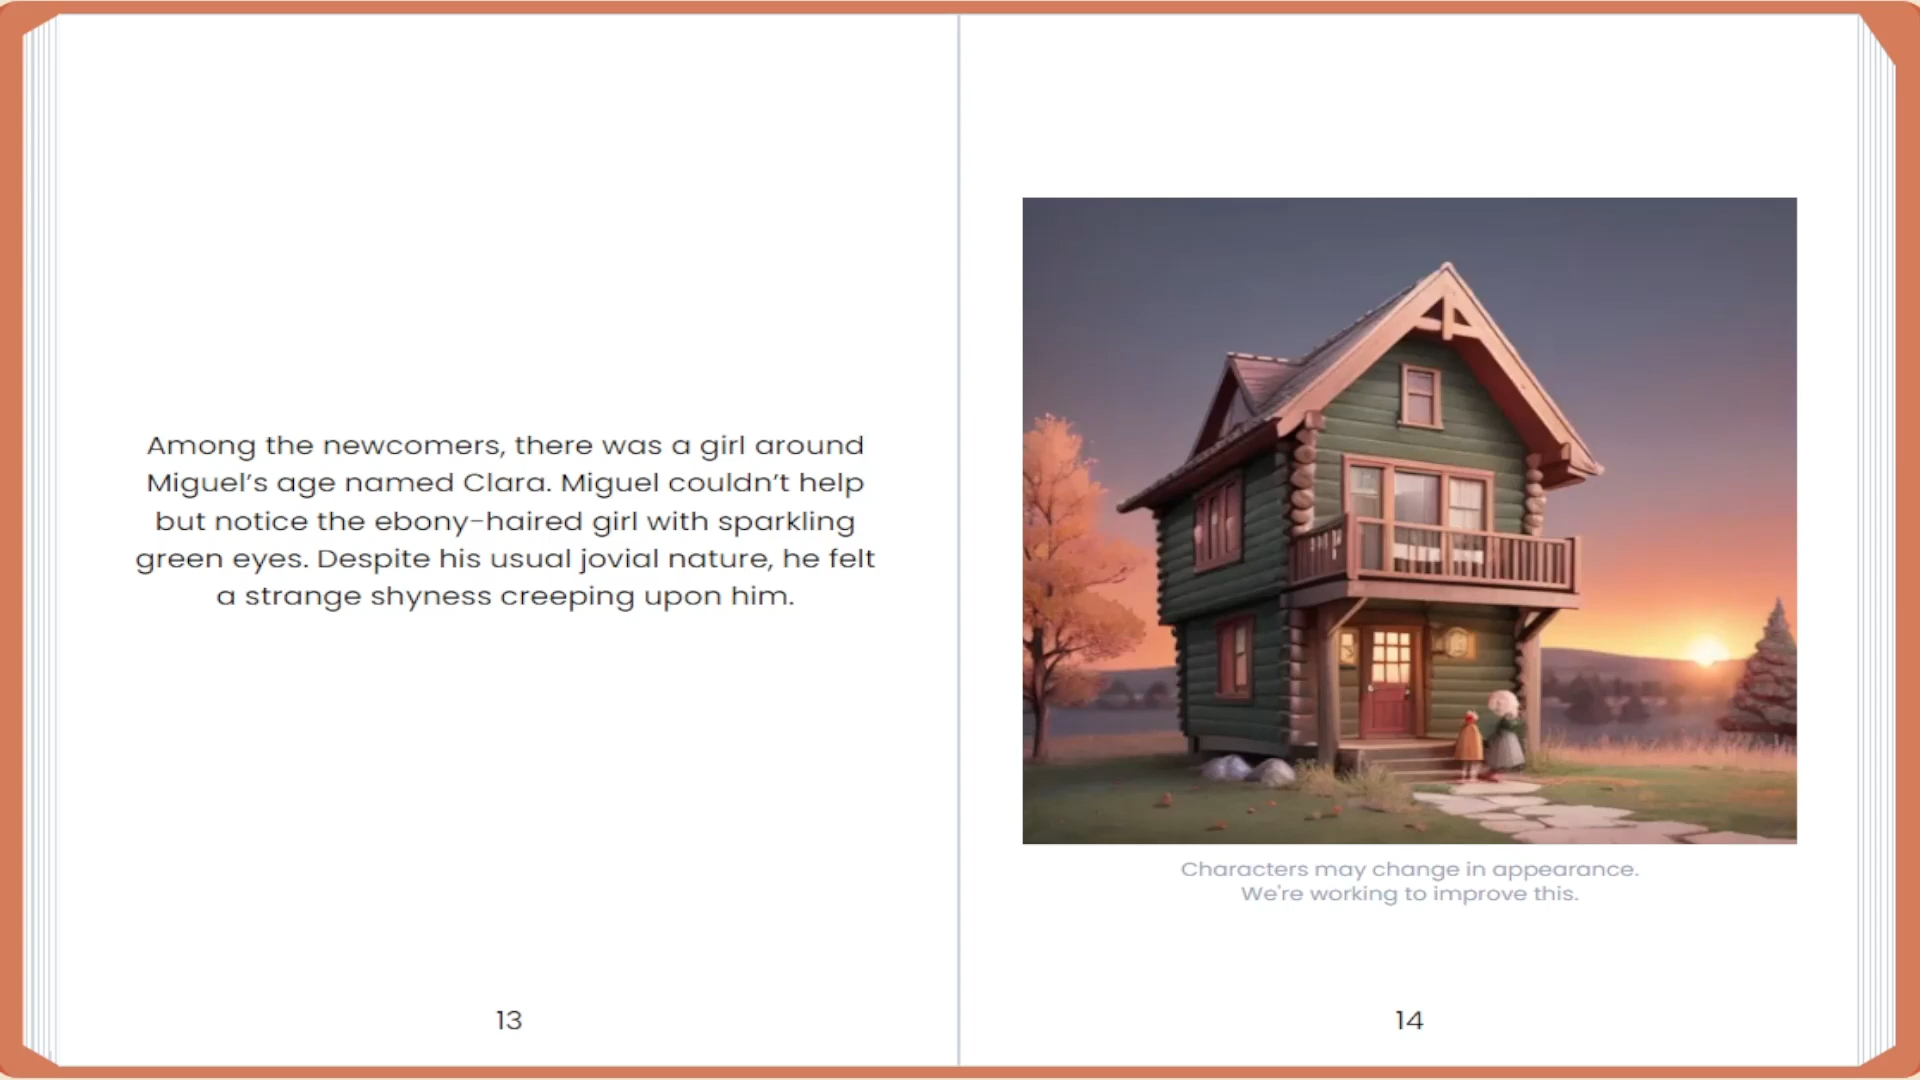 Among the newcomers, there was a girl around
Miguel’s age named Clara. Miguel couldn’t help
but notice the ebony-haired girl with sparkling
green eyes. Despite his usual jovial nature, he felt
a strange shyness creeping upon him.
13
Characters may change in appearance.
We're working to improve this.
14